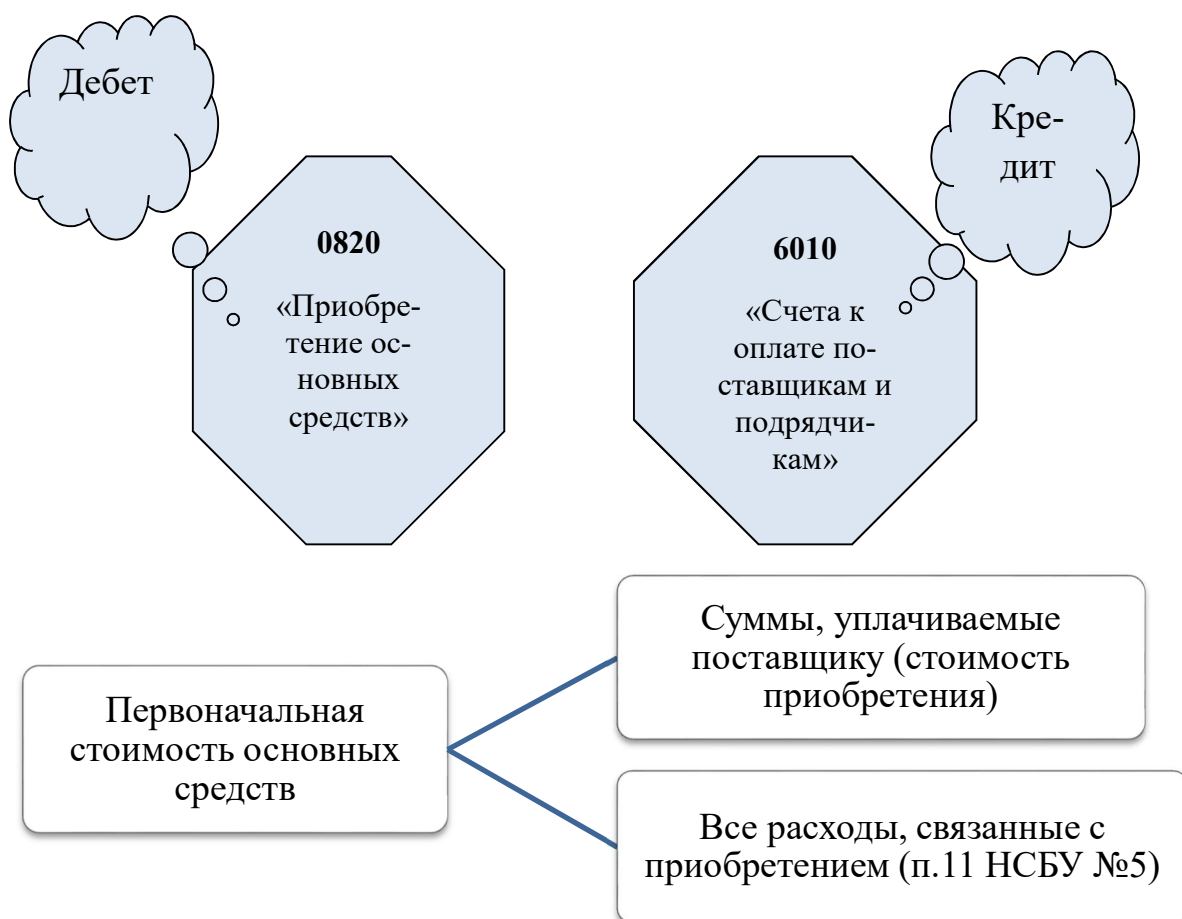 Дебет
Кре-
дит
0820
«Приобре-
тение ос-
новных
средств»
6010
«Счета к
оплате по-
ставщикам и
подрядчи-
кам»
Первоначальная
стоимость основных
средств
Суммы, уплачиваемые
поставщику (стоимость
приобретения)
Все расходы, связанные с
приобретением (п.11 НСБУ №5)